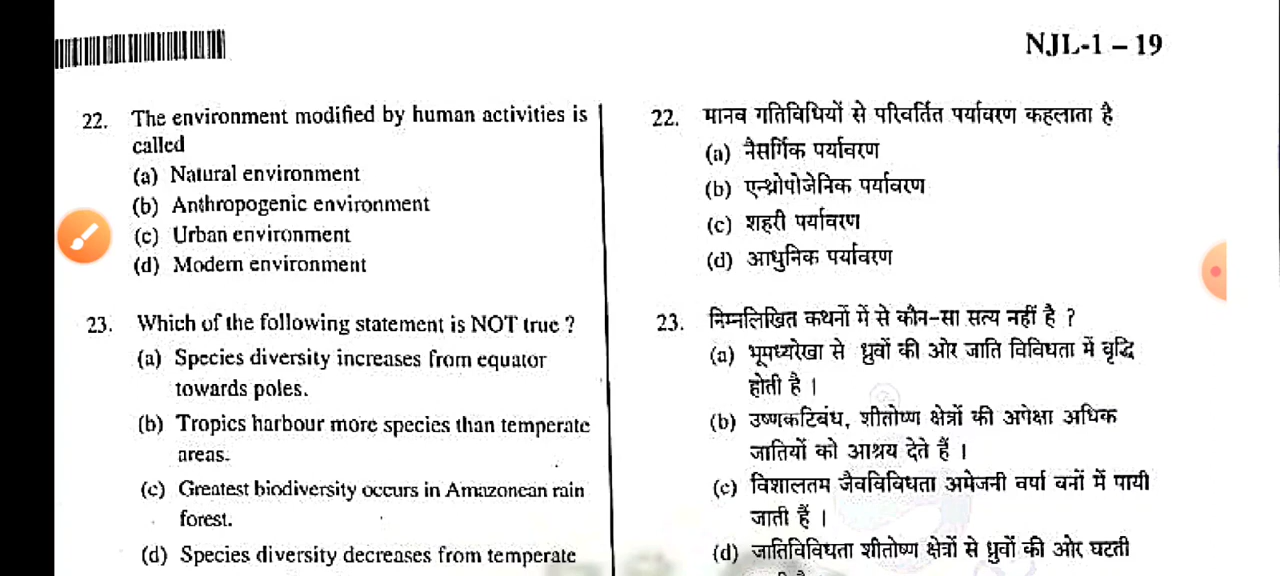 NJL-1 – 19
22. The environment modified by human activities is
called
(a) Natural environment
(b) Anthropogenic environment
(c) Urban environment
(d) Modern environment
23. Which of the following statement is NOT true ?
(a) Species diversity increases from equator
towards poles.
(b) Tropics harbour more species than temperate
areas.
(c) Greatest biodiversity occurs in Amazonean rain
forest.
(d) Species diversity decreases from temperate
22. मानव गतिविधियों से परिवर्तित पर्यावरण कहलाता है
(a) नैसर्गिक पर्यावरण
(b) एन्थ्रोपोजेनिक पर्यावरण
(c) शहरी पर्यावरण
(d) आधुनिक पर्यावरण
23. निम्नलिखित कथनों में से कौन-सा सत्य नहीं है ?
(a) भूमध्यरेखा से ध्रुवों की ओर जाति विविधता में वृद्धि
होती है ।
(b) उष्णकटिबंध, शीतोष्ण क्षेत्रों की अपेक्षा अधिक
जातियों को आश्रय देते हैं ।
(c) विशालतम जैवविविधता अमेजनी वर्षा वनों में पायी
जाती हैं ।
(d) जातिविविधता शीतोष्ण क्षेत्रों से ध्रुवों की ओर घटती